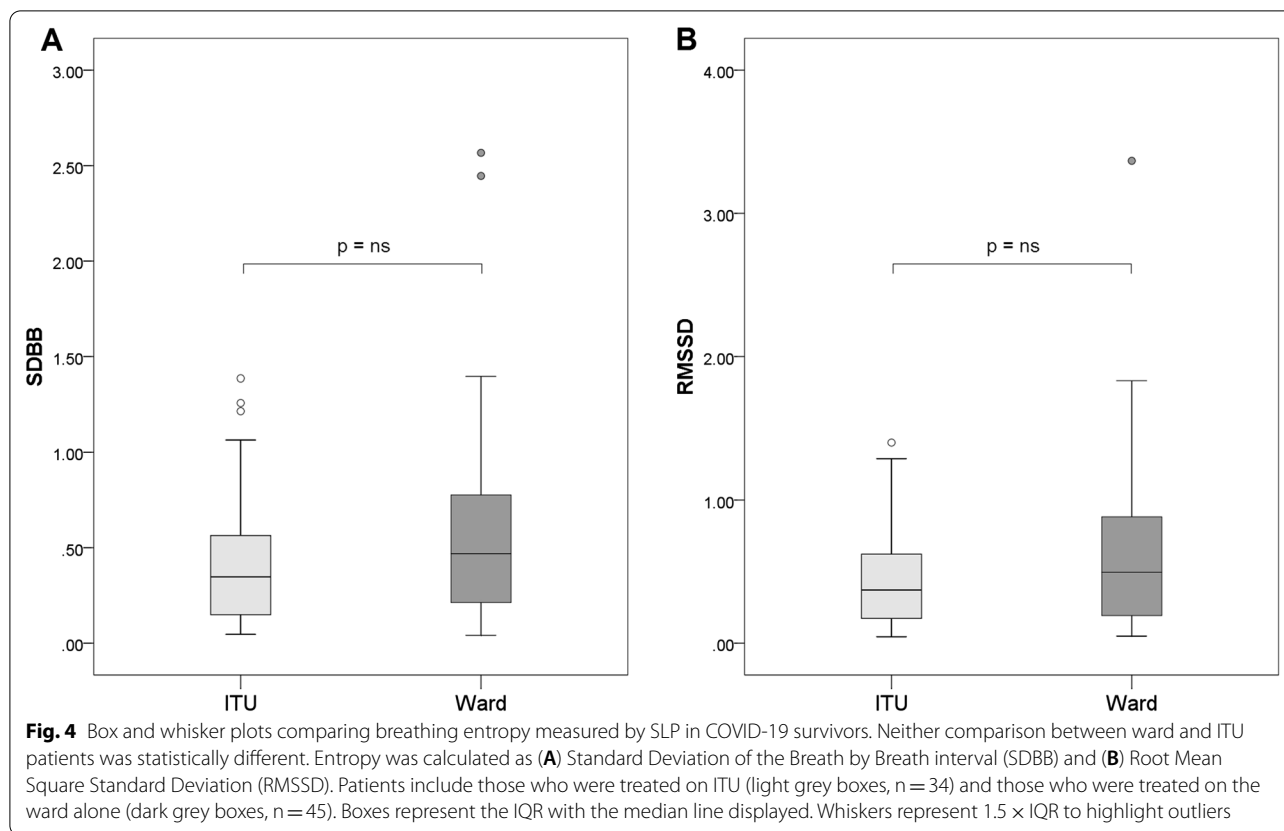 A
3.00
2.50
2.00
1.50
1.00
.50
.00
SDBB
p = ns
ITU
Ward
B
4.00
3.00
2.00
1.00
.00
RMSSD
p = ns
ITU
Ward
Fig. 4 Box and whisker plots comparing breathing entropy measured by SLP in COVID-19 survivors. Neither comparison between ward and ITU
patients was statistically different. Entropy was calculated as (A) Standard Deviation of the Breath by Breath interval (SDBB) and (B) Root Mean
Square Standard Deviation (RMSSD). Patients include those who were treated on ITU (light grey boxes, n = 34) and those who were treated on the
ward alone (dark grey boxes, n = 45). Boxes represent the IQR with the median line displayed. Whiskers represent 1.5 × IQR to highlight outliers